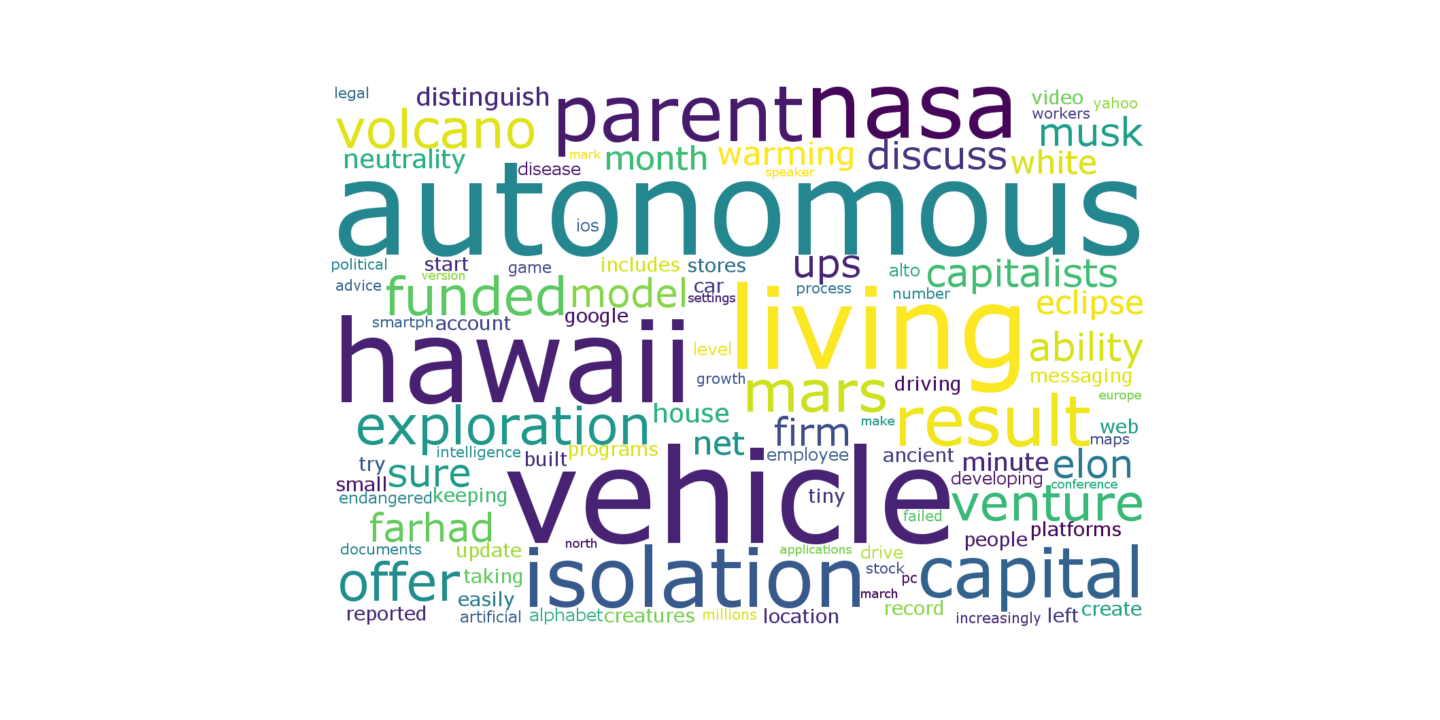 legal distinguish parent nasa video yahoo
volcano workers musk
neutrality mark month warming discuss white
disease speaker
autonomous
ios
political start game includes stores ups alto capitalists
advice version funded model car settings process number eclipse
smartph account google living
hawaii level ability
growth mars driving messaging
europe
exploration house make result web
net firm maps
intelligence built programs employee ancient minute elon
try sure vehicle developing
small tiny conference
endangered keeping venture
farhad failed platforms
documents update north applications drive people
offer taking isolation stock pc capital
easily march
reported artificial alphabet creatures millions location record increasingly left create